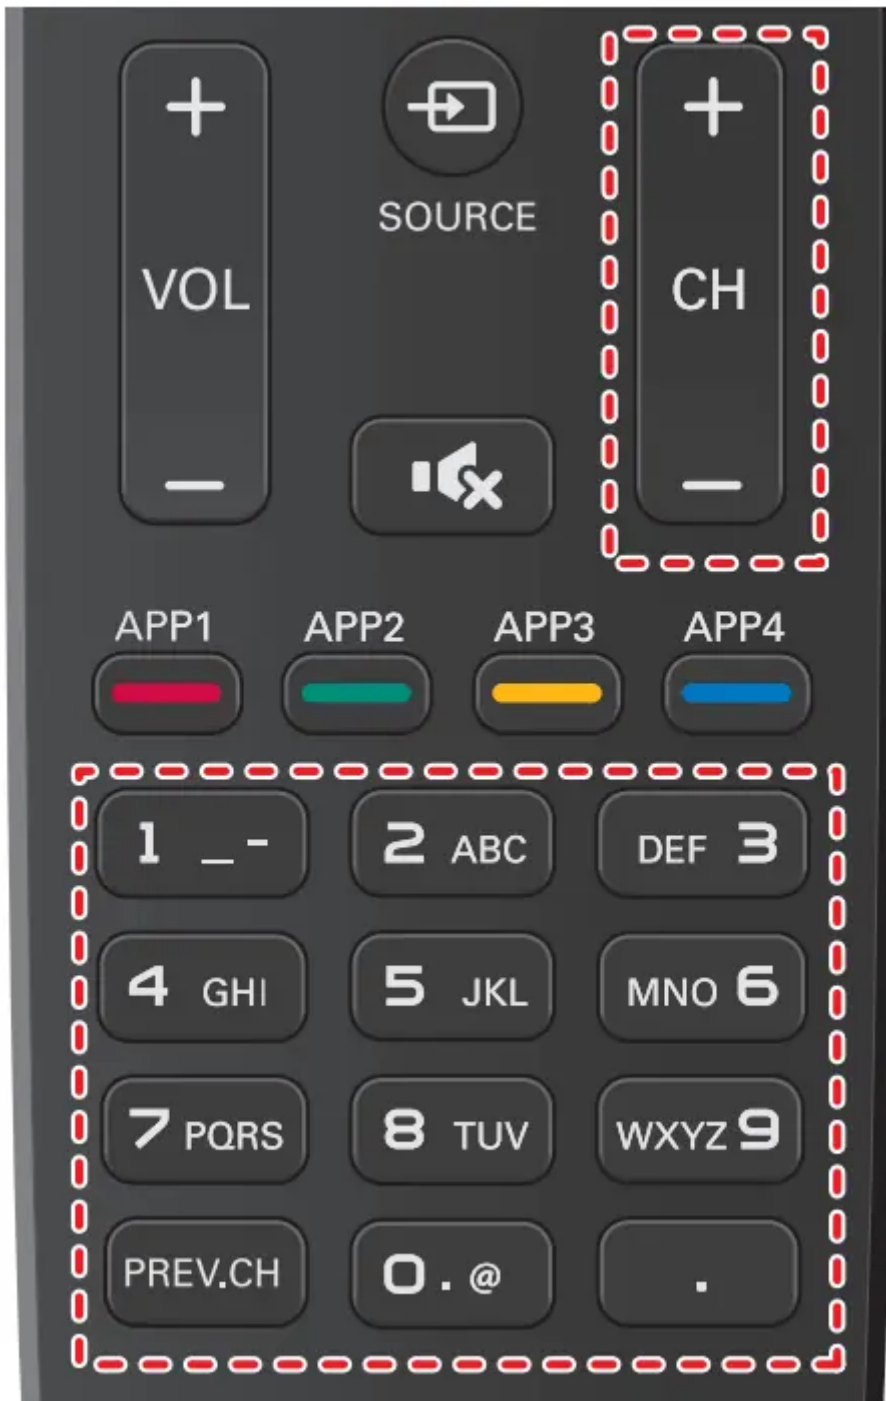 + +
SOURCE
VOL CH
- -
APP1 APP2 APP3 APP4
1 _- 2 ABC DEF 3
4 GHI 5 JKL MNO 6
7 PQRS 8 TUV WXYZ 9
PREV.CH 0.@ .